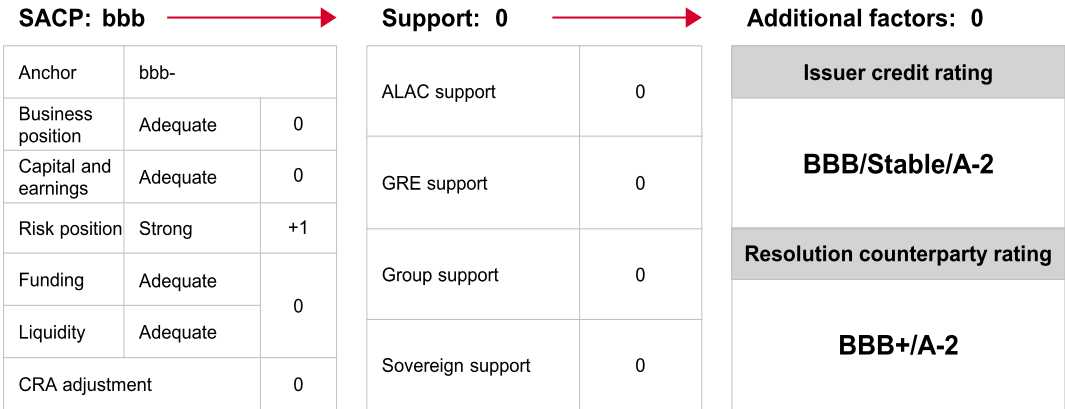 SACP: bbb
Support: 0
Additional factors: 0
Anchor
bbb-
Business
position
Adequate
0
Capital and
earnings
Adequate
0
Risk position
Strong
+1
Funding
Adequate
0
Liquidity
Adequate
CRA adjustment
0
ALAC support
0
GRE support
0
Group support
0
Sovereign support
0
Issuer credit rating
BBB/Stable/A-2
Resolution counterparty rating
BBB+/A-2